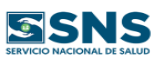 SNS
SERVICIO NACIONAL DE SALUD